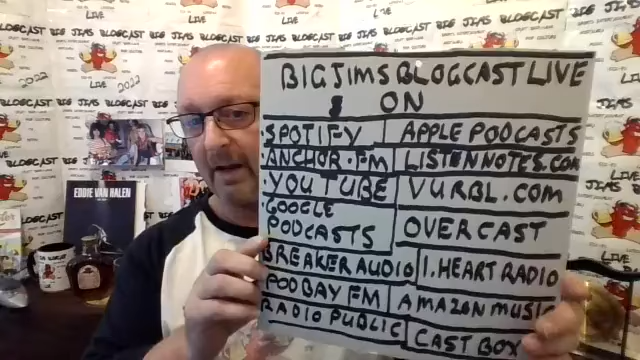 BIG JIMS BLOGCAST LIVE
ON
·SPOTIFY
APPLE PODCASTS
·ANCHOR.FM
LISTENNOTES.COM
·YOUTUBE
VURBL.COM
·GOOGLE
PODCASTS
OVERCAST
BREAKER AUDIO
I.HEART RADIO
PODBAY FM
AMAZON MUSIC
RADIO PUBLIC
CAST BOX
EDDIE VAN HALEN
BIG JIMS BLOGCAST
LIVE
2022
2022